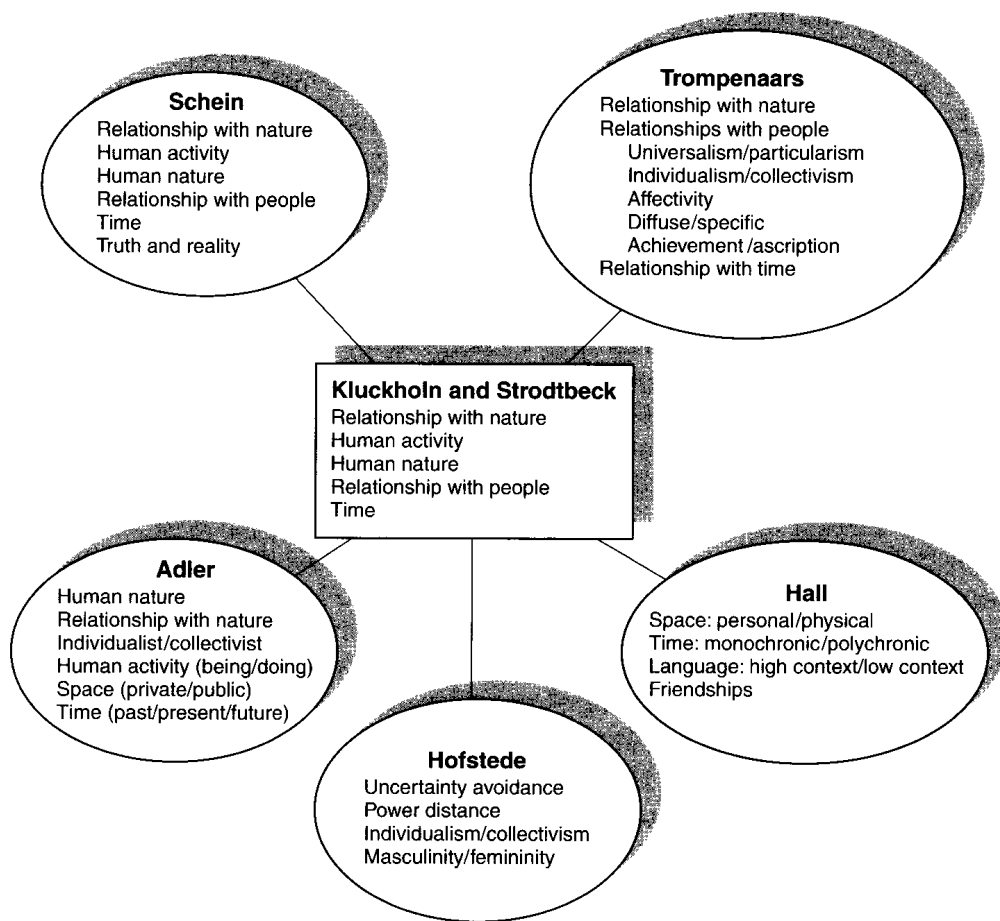 Schein
Relationship with nature
Human activity
Human nature
Relationship with people
Time
Truth and reality
Trompenaars
Relationship with nature
Relationships with people
Universalism/particularism
Individualism/collectivism
Affectivity
Diffuse/specific
Achievement/ascription
Relationship with time
Kluckholn and Strodtbeck
Relationship with nature
Human activity
Human nature
Relationship with people
Time
Adler
Human nature
Relationship with nature
Individualist/collectivist
Human activity (being/doing)
Space (private/public)
Time (past/present/future)
Hall
Space: personal/physical
Time: monochronic/polychronic
Language: high context/low context
Friendships
Hofstede
Uncertainty avoidance
Power distance
Individualism/collectivism
Masculinity/femininity